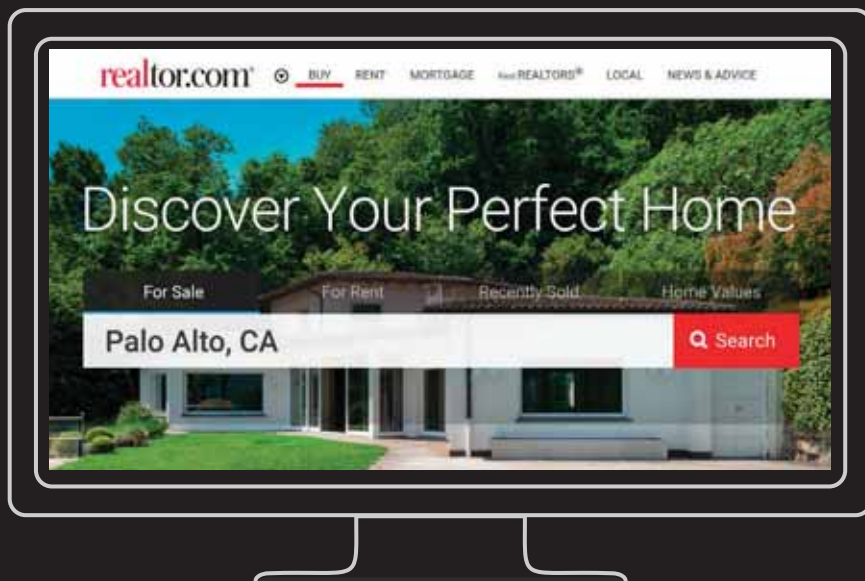 realtor.com® BUY RENT MORTGAGE Find REALTORS® LOCAL NEWS & ADVICE
Discover Your Perfect Home
For Sale For Rent Recently Sold Home Values
Palo Alto, CA Search